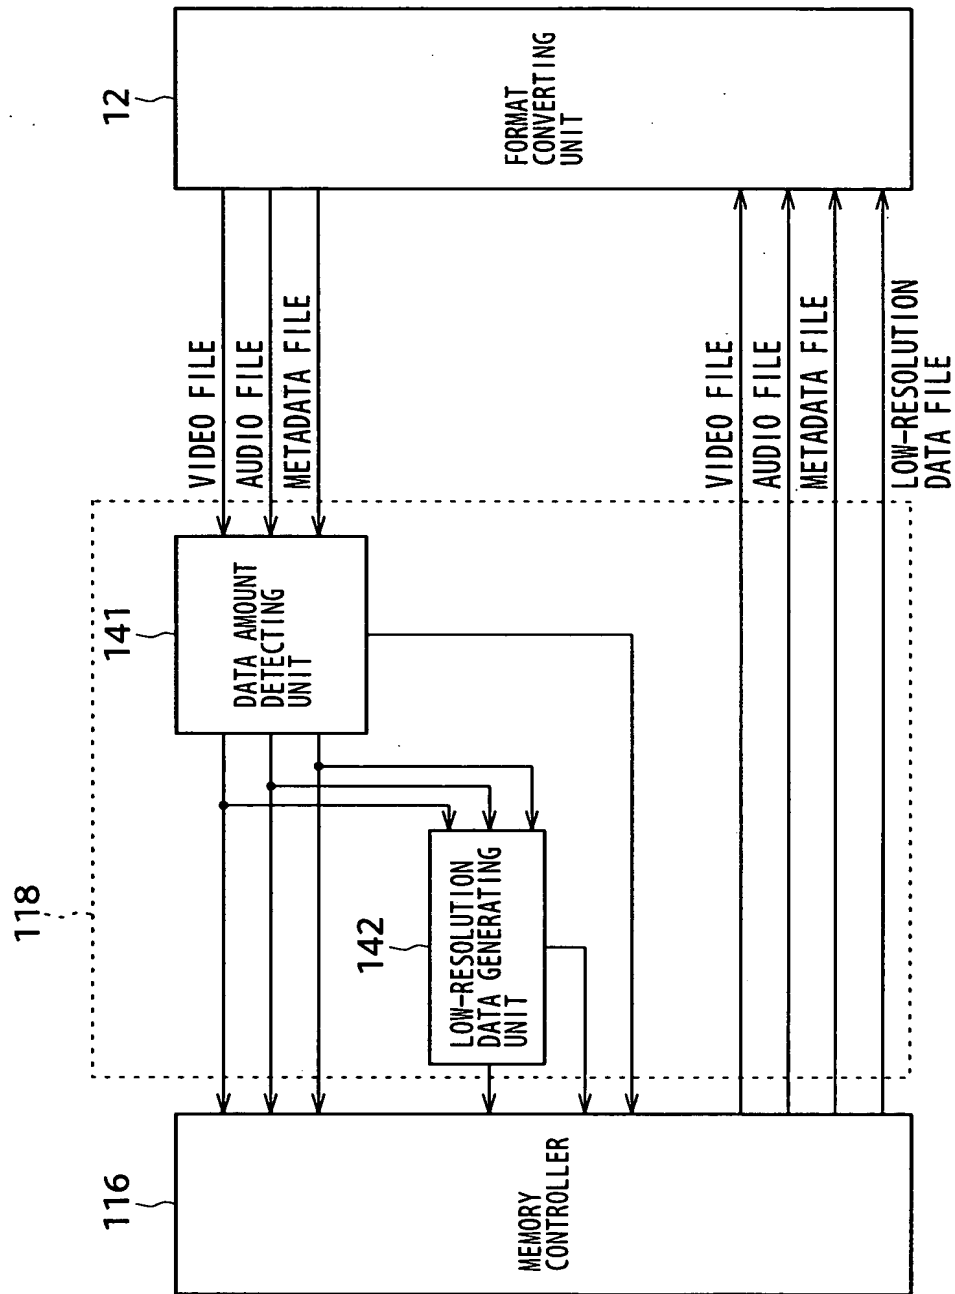 118
116
MEMORY
CONTROLLER
142
LOW-RESOLUTION
DATA GENERATING
UNIT
141
DATA AMOUNT
DETECTING
UNIT
VIDEO FILE
AUDIO FILE
METADATA FILE
VIDEO FILE
AUDIO FILE
METADATA FILE
LOW-RESOLUTION
DATA FILE
12
FORMAT
CONVERTING
UNIT